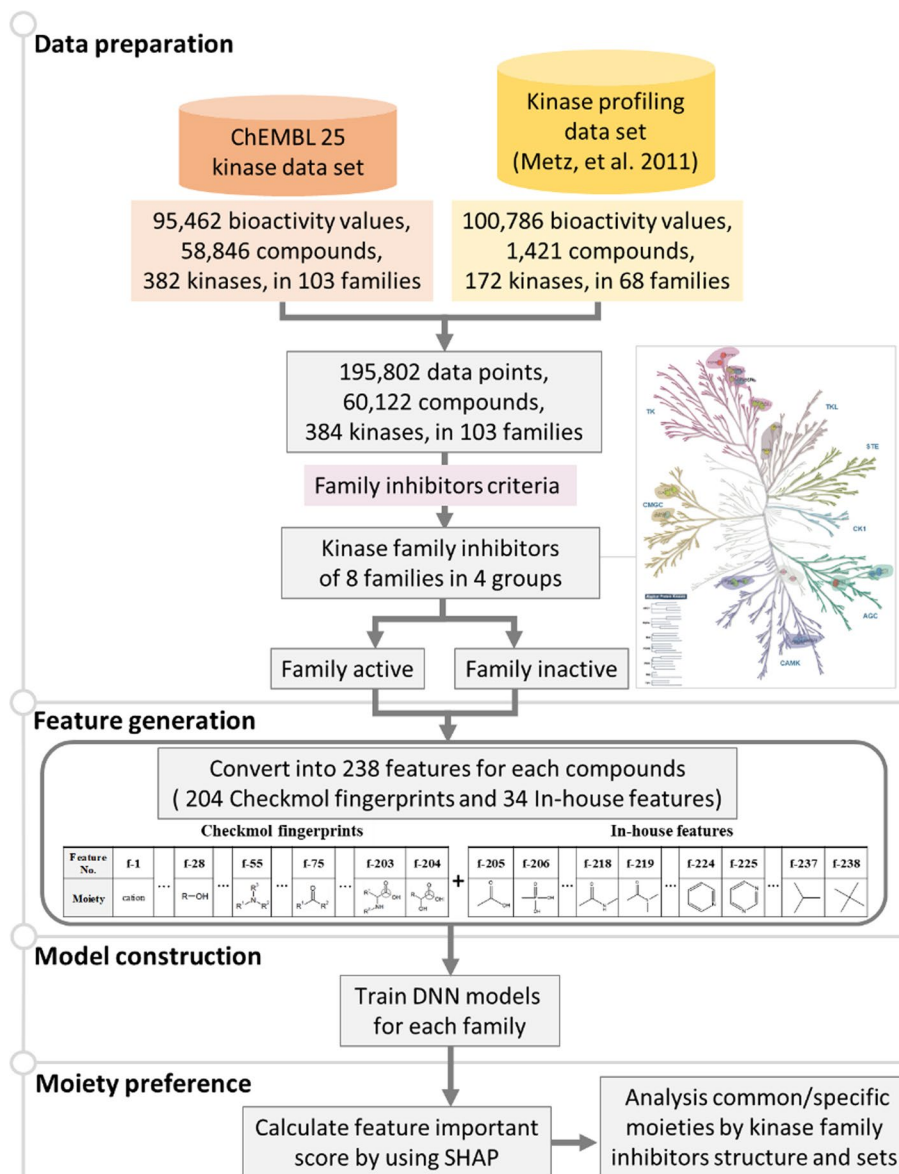 Data preparation
ChEMBL 25
kinase data set
Kinase profiling
data set
(Metz, et al. 2011)
95,462 bioactivity values,
58,846 compounds,
382 kinases, in 103 families
100,786 bioactivity values,
1,421 compounds,
172 kinases, in 68 families
195,802 data points,
60,122 compounds,
384 kinases, in 103 families
Family inhibitors criteria
Kinase family inhibitors
of 8 families in 4 groups
Family active
Family inactive
TK
TKL
STE
CMGC
CK1
AGC
CAMK
Feature generation
Convert into 238 features for each compounds
( 204 Checkmol fingerprints and 34 In-house features)
Checkmol fingerprints
In-house features
Feature No. f-1 ... f-28 ... f-55 ... f-75 ... f-203 f-204 + f-205 f-206 ... f-218 f-219 ... f-224 f-225 ... f-237 f-238
Moiety cation R—OH
Model construction
Train DNN models
for each family
Moiety preference
Calculate feature important
score by using SHAP
Analysis common/specific
moieties by kinase family
inhibitors structure and sets